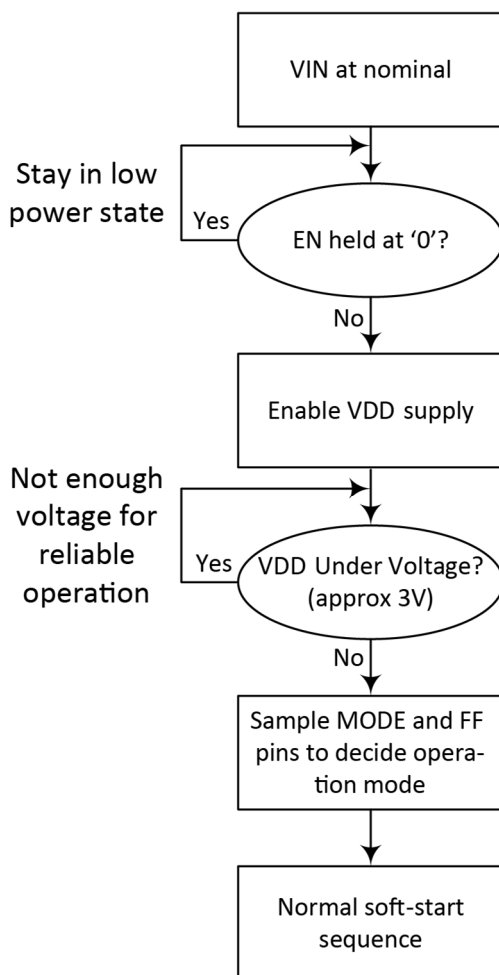 VIN at nominal
Stay in low
power state
Yes
EN held at ‘0’?
No
Enable VDD supply
Not enough
voltage for
reliable
operation
Yes
VDD Under Voltage?
(approx 3V)
No
Sample MODE and FF
pins to decide opera-
tion mode
Normal soft-start
sequence